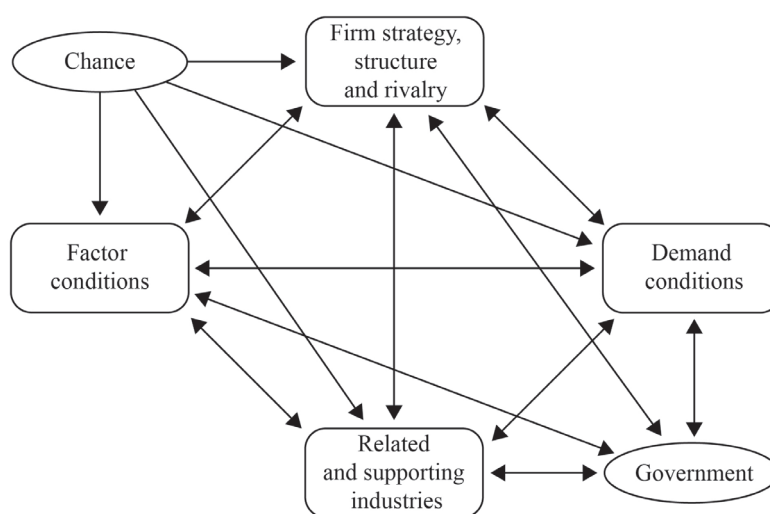 Chance
Firm strategy,
structure
and rivalry
Factor
conditions
Demand
conditions
Related
and supporting
industries
Government